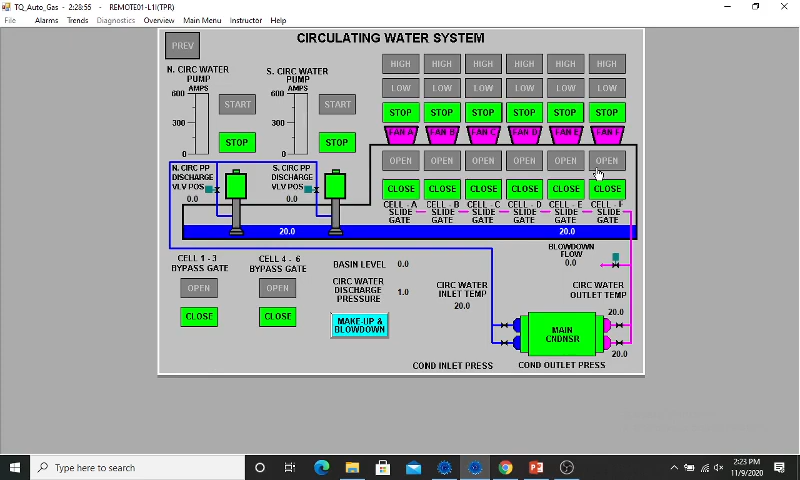 TQ_Auto_Gas - 2:28:55 - REMOTE01-L1I(TPR)
File Alarms Trends Diagnostics Overview Main Menu Instructor Help
PREV
CIRCULATING WATER SYSTEM
N. CIRC WATER
PUMP
AMPS
600
300
0
START
STOP
S. CIRC WATER
PUMP
AMPS
600
300
0
START
STOP
HIGH HIGH HIGH HIGH HIGH HIGH
LOW LOW LOW LOW LOW LOW
STOP STOP STOP STOP STOP STOP
FAN A FAN B FAN C FAN D FAN E FAN F
OPEN OPEN OPEN OPEN OPEN OPEN
CLOSE CLOSE CLOSE CLOSE CLOSE CLOSE
CELL - A CELL - B CELL - C CELL - D CELL - E CELL - F
SLIDE SLIDE SLIDE SLIDE SLIDE SLIDE
GATE GATE GATE GATE GATE GATE
N. CIRC PP
DISCHARGE
VLV POS
0.0
S. CIRC PP
DISCHARGE
VLV POS
0.0
20.0 20.0
CELL 1 - 3
BYPASS GATE
OPEN
CLOSE
CELL 4 - 6
BYPASS GATE
OPEN
CLOSE
BASIN LEVEL 0.0
CIRC WATER
DISCHARGE
PRESSURE
1.0
MAKE-UP &
BLOWDOWN
BLOWDOWN
FLOW
0.0
CIRC WATER
INLET TEMP
20.0
CIRC WATER
OUTLET TEMP
20.0
MAIN
CNDNSR
20.0
COND INLET PRESS COND OUTLET PRESS
Type here to search
2:23 PM
11/9/2020